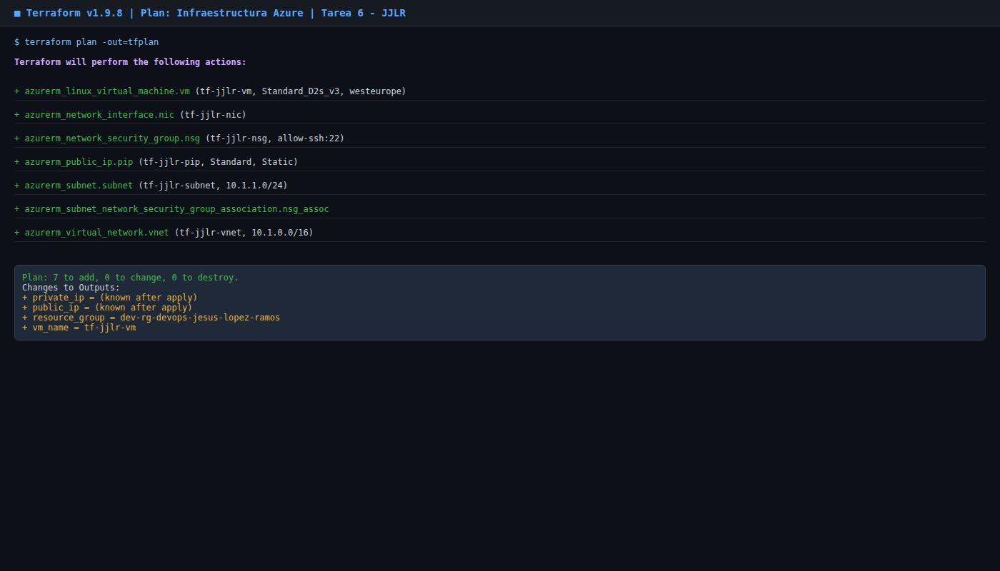 ■ Terraform v1.9.8 | Plan: Infraestructura Azure | Tarea 6 - JJLR
$ terraform plan -out=tfplan
Terraform will perform the following actions:
+ azurerm_linux_virtual_machine.vm (tf-jjlr-vm, Standard_D2s_v3, westeurope)
+ azurerm_network_interface.nic (tf-jjlr-nic)
+ azurerm_network_security_group.nsg (tf-jjlr-nsg, allow-ssh:22)
+ azurerm_public_ip.pip (tf-jjlr-pip, Standard, Static)
+ azurerm_subnet.subnet (tf-jjlr-subnet, 10.1.1.0/24)
+ azurerm_subnet_network_security_group_association.nsg_assoc
+ azurerm_virtual_network.vnet (tf-jjlr-vnet, 10.1.0.0/16)
Plan: 7 to add, 0 to change, 0 to destroy.
Changes to Outputs:
+ private_ip = (known after apply)
+ public_ip = (known after apply)
+ resource_group = dev-rg-devops-jesus-lopez-ramos
+ vm_name = tf-jjlr-vm